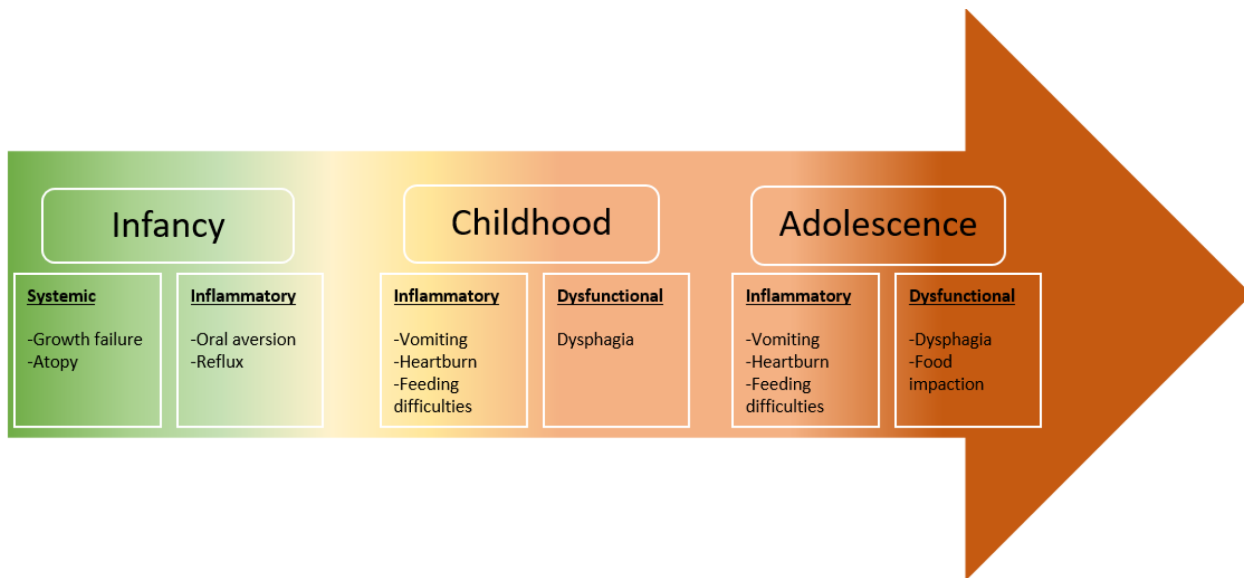 Infancy
Systemic
-Growth failure
-Atopy
Inflammatory
-Oral aversion
-Reflux
Childhood
Inflammatory
-Vomiting
-Heartburn
-Feeding
difficulties
Dysfunctional
Dysphagia
Adolescence
Inflammatory
-Vomiting
-Heartburn
-Feeding
difficulties
Dysfunctional
-Dysphagia
-Food
impaction